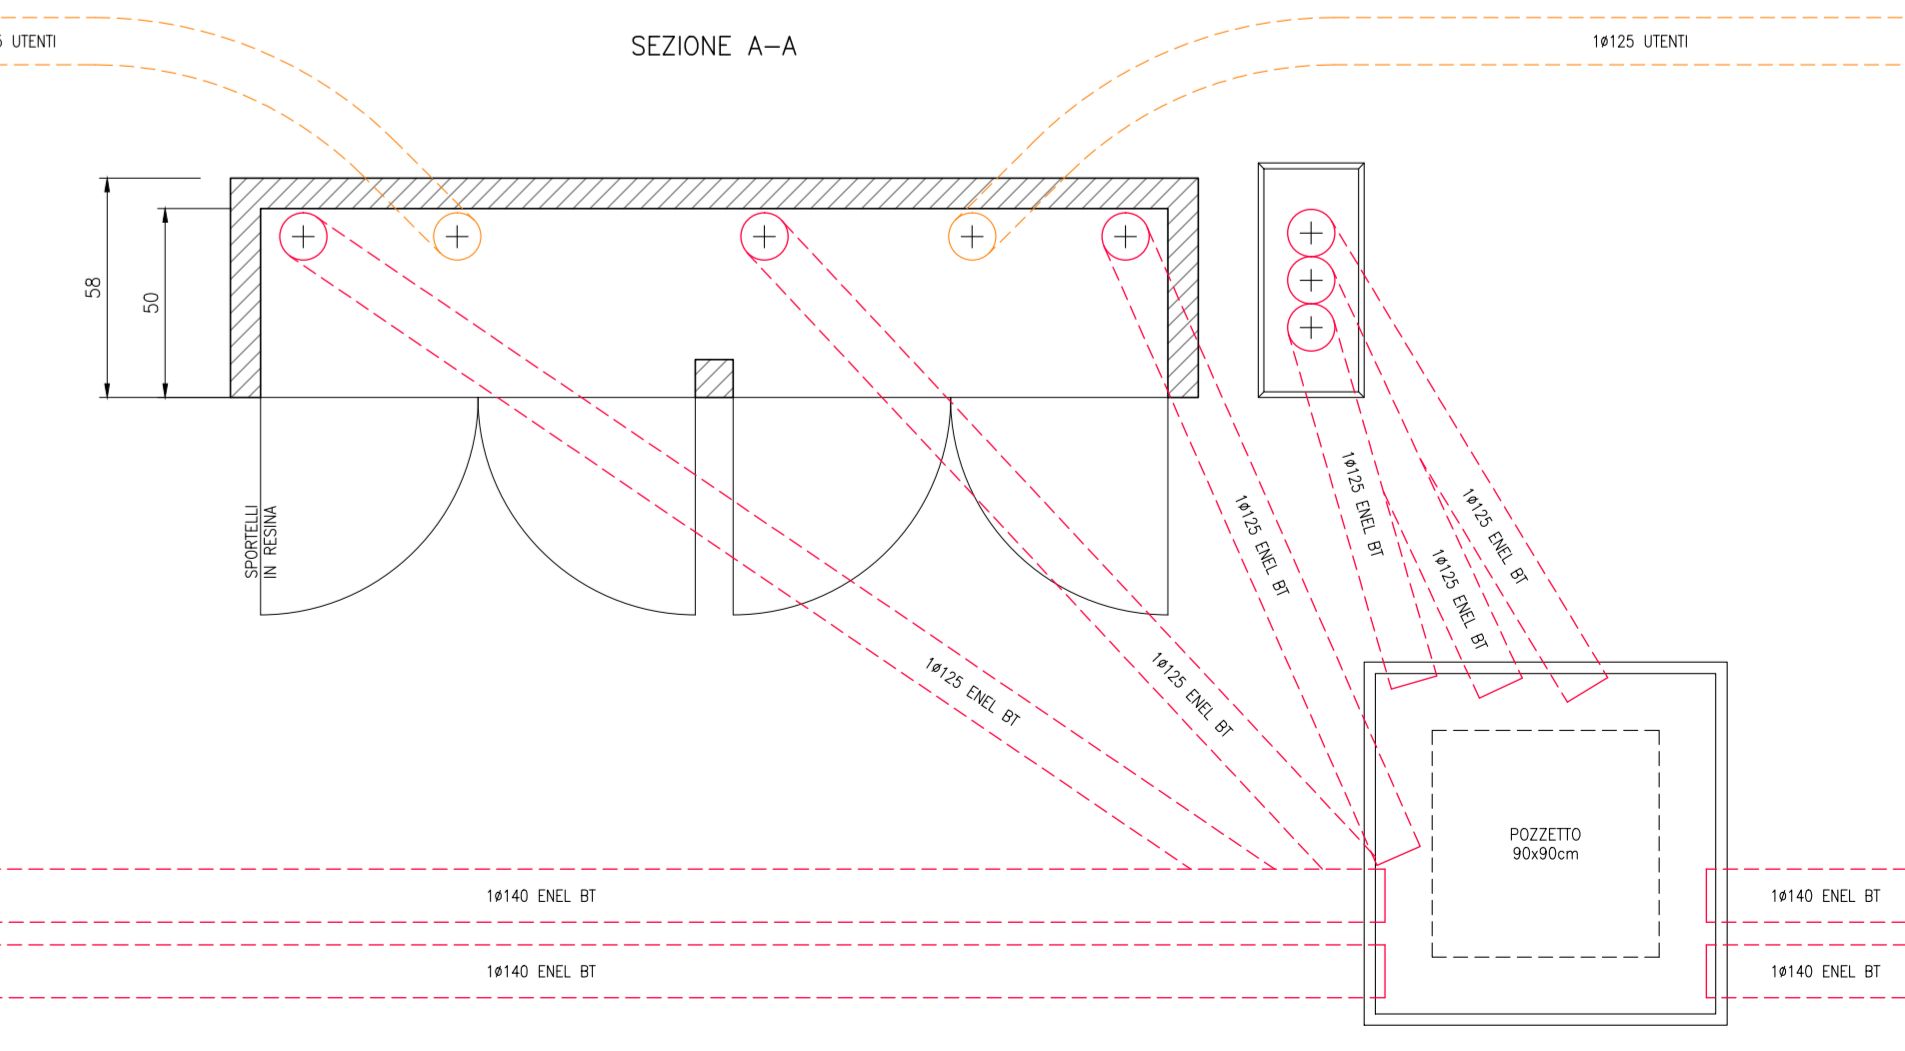 UTENTI
SEZIONE A–A
1ø125 UTENTI
58
50
SPORTELLI
IN RESINA
1ø125 ENEL BT
1ø125 ENEL BT
1ø125 ENEL BT
1ø125 ENEL BT
1ø125 ENEL BT
1ø125 ENEL BT
POZZETTO
90x90cm
1ø140 ENEL BT
1ø140 ENEL BT
1ø140 ENEL BT
1ø140 ENEL BT